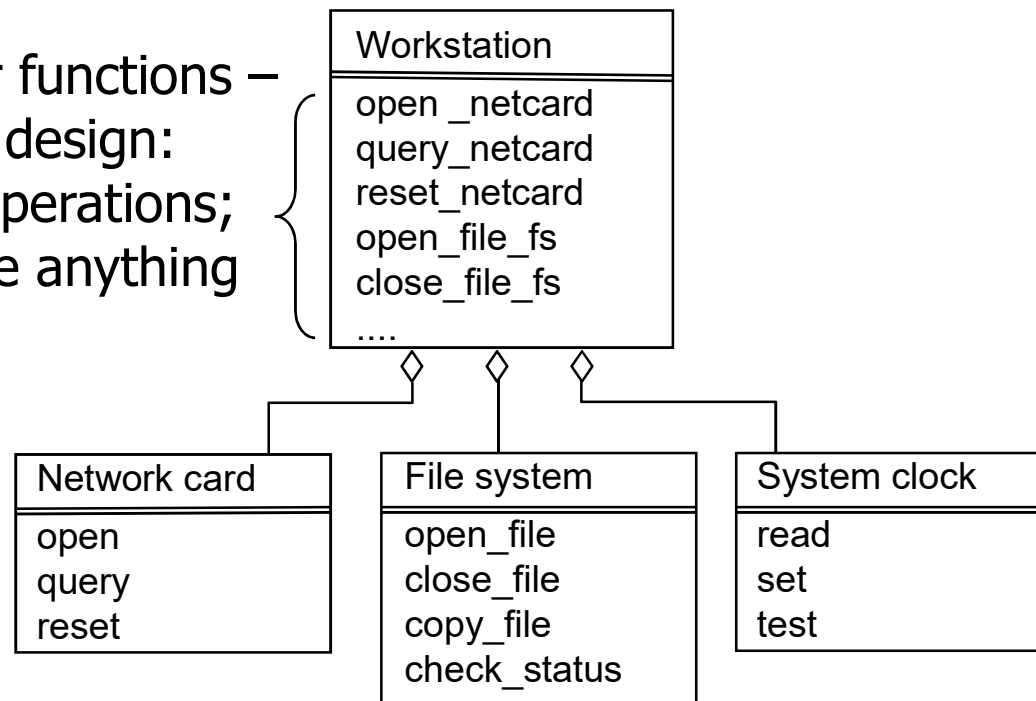 r functions –
design:
perations;
e anything
Workstation
open _netcard
query_netcard
reset_netcard
open_file_fs
close_file_fs
....
Network card
open
query
reset
File system
open_file
close_file
copy_file
check_status
System clock
read
set
test